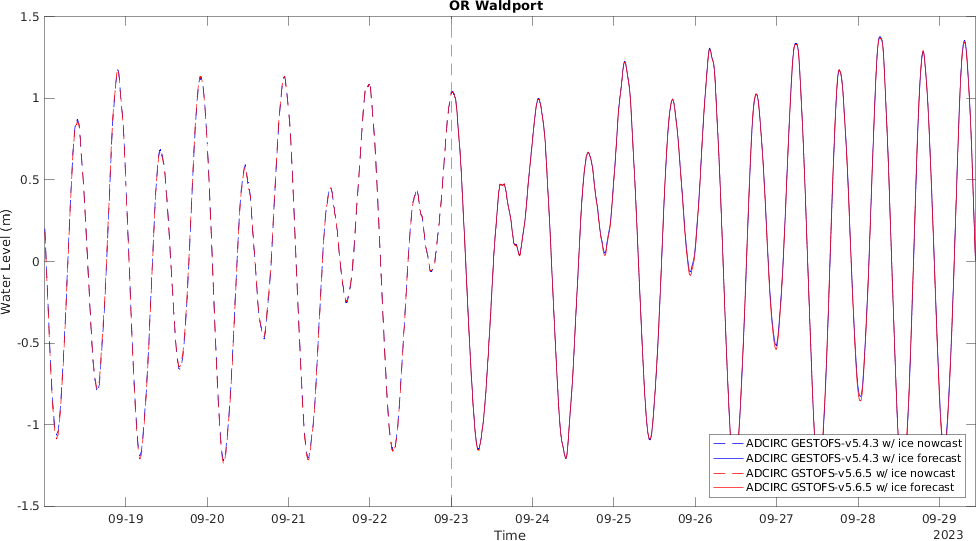 OR Waldport
1.5
1
0.5
0
-0.5
-1
-1.5
Water Level (m)
ADCIRC GESTOFS-v5.4.3 w/ ice nowcast
ADCIRC GESTOFS-v5.4.3 w/ ice forecast
ADCIRC GSTOFS-v5.6.5 w/ ice nowcast
ADCIRC GSTOFS-v5.6.5 w/ ice forecast
09-19 09-20 09-21 09-22 09-23 09-24 09-25 09-26 09-27 09-28 09-29
Time 2023